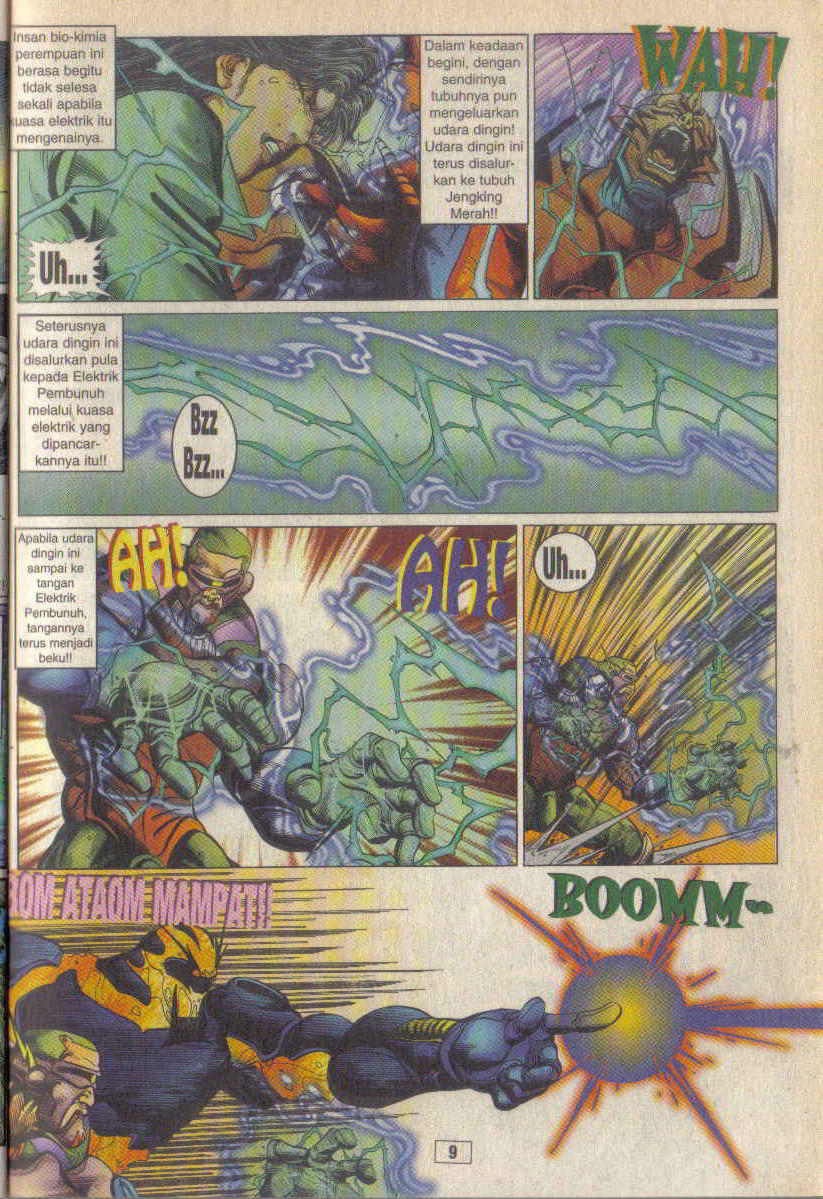 Insan bio-kimia
perempuan ini
berasa begitu
tidak selesa
sekali apabila
kuasa elektrik itu
mengenainya.
Uh...
Dalam keadaan
begini, dengan
sendirinya
tubuhnya pun
mengeluarkan
udara dingin!
Udara dingin ini
terus disalur-
kan ke tubuh
Jengking
Merah!!
WAH!
Seterusnya
udara dingin ini
disalurkan pula
kepada Elektrik
Pembunuh
melalui kuasa
elektrik yang
dipancar-
kannya itu!!
Bzz
Bzz...
Apabila udara
dingin ini
sampai ke
tangan
Elektrik
Pembunuh,
tangannya
terus menjadi
beku!!
AH!
AH!
Uh...
BOM ATAOM MAMPAT!!
BOOMM~
9